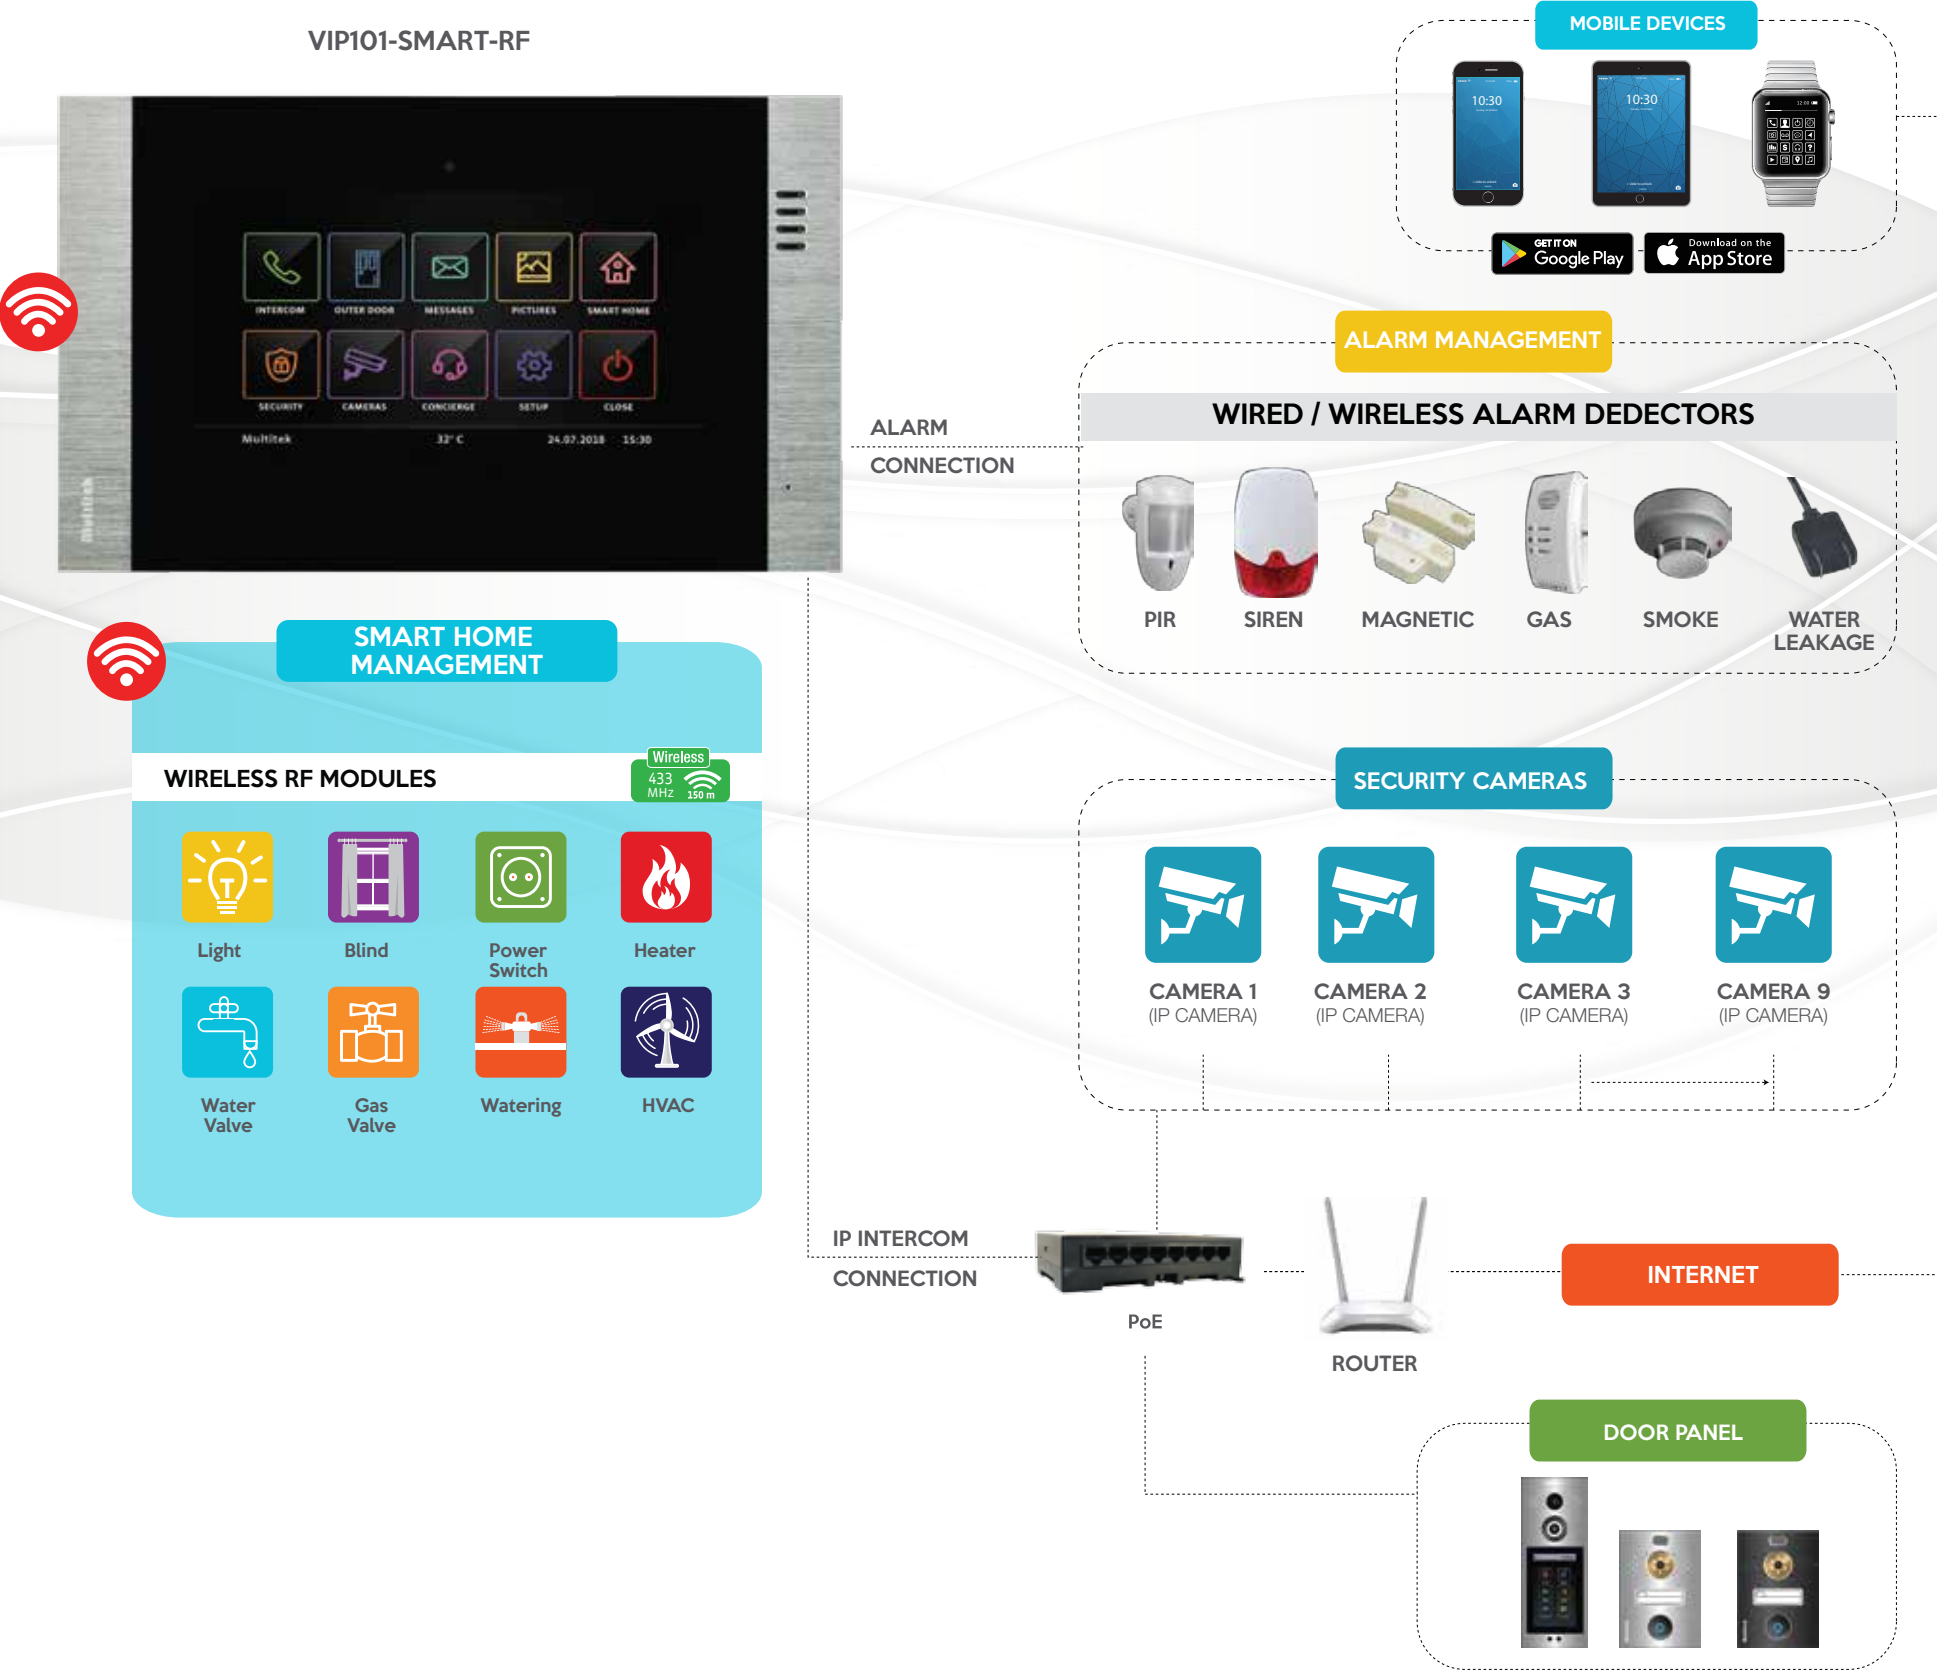 VIP101-SMART-RF
INTERCOM
OUTER DOOR
MESSAGES
PICTURES
SMART HOME
SECURITY
CAMERAS
CONCIERGE
SETUP
CLOSE
Multitek
32° C
24.07.2018 15:30
multitek
MOBILE DEVICES
10:30
10:30
12:00
GET IT ON
Google Play
Download on the
App Store
ALARM
CONNECTION
ALARM MANAGEMENT
WIRED / WIRELESS ALARM DEDECTORS
PIR
SIREN
MAGNETIC
GAS
SMOKE
WATER
LEAKAGE
SMART HOME
MANAGEMENT
WIRELESS RF MODULES
Wireless
433
MHz
150 m
Light
Blind
Power
Switch
Heater
Water
Valve
Gas
Valve
Watering
HVAC
SECURITY CAMERAS
CAMERA 1
(IP CAMERA)
CAMERA 2
(IP CAMERA)
CAMERA 3
(IP CAMERA)
CAMERA 9
(IP CAMERA)
IP INTERCOM
CONNECTION
PoE
ROUTER
INTERNET
DOOR PANEL